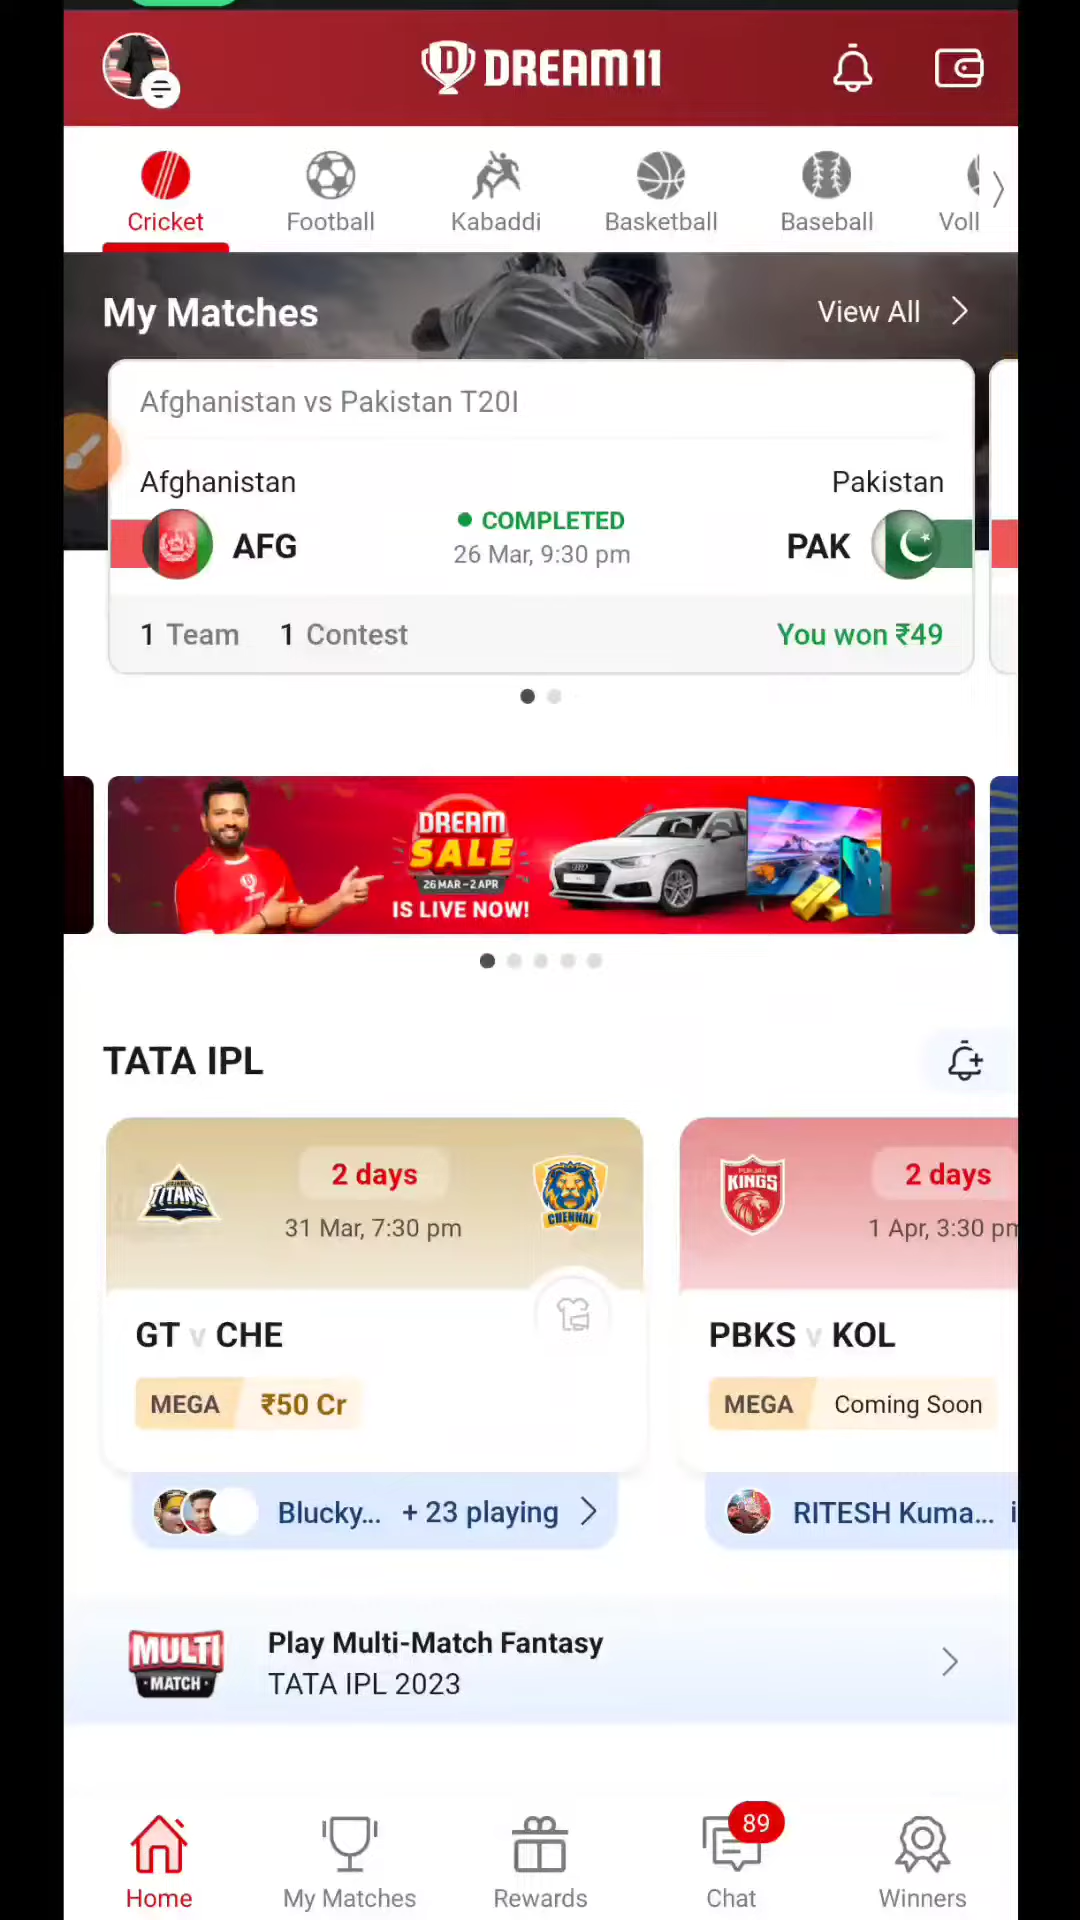 DREAM11
Cricket
Football
Kabaddi
Basketball
Baseball
Voll
My Matches
View All
Afghanistan vs Pakistan T20I
Afghanistan
Pakistan
COMPLETED
AFG
26 Mar, 9:30 pm
PAK
1 Team
1 Contest
You won ₹49
DREAM
SALE
26 MAR – 2 APR
IS LIVE NOW!
TATA IPL
TITANS
2 days
31 Mar, 7:30 pm
CHENNAI
GT v CHE
MEGA
₹50 Cr
Blucky... + 23 playing
PUNJAB
KINGS
2 days
1 Apr, 3:30 pm
PBKS v KOL
MEGA
Coming Soon
RITESH Kuma... i
MULTI
MATCH
Play Multi-Match Fantasy
TATA IPL 2023
Home
My Matches
Rewards
89
Chat
Winners